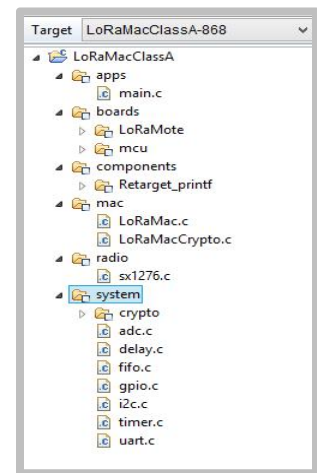 Target LoRaMacClassA-868
LoRaMacClassA
apps
main.c
boards
LoRaMote
mcu
components
Retarget_printf
mac
LoRaMac.c
LoRaMacCrypto.c
radio
sx1276.c
system
crypto
adc.c
delay.c
fifo.c
gpio.c
i2c.c
timer.c
uart.c